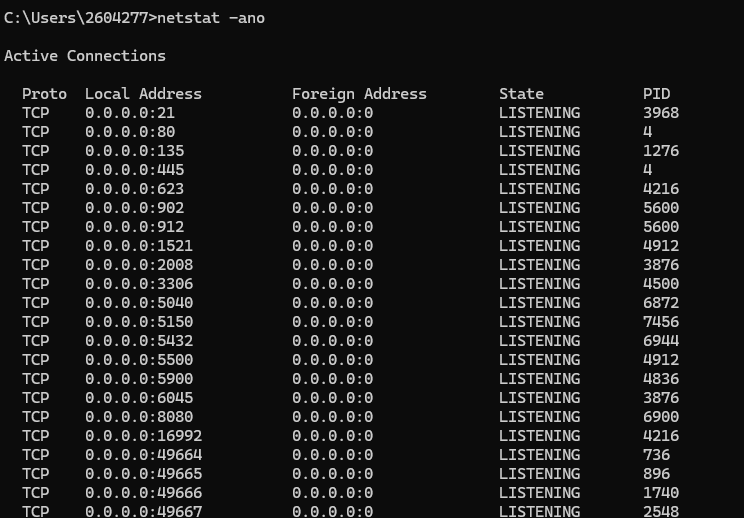 C:\Users\2604277>netstat -ano
Active Connections
Proto Local Address Foreign Address State PID
TCP 0.0.0.0:21 0.0.0.0:0 LISTENING 3968
TCP 0.0.0.0:80 0.0.0.0:0 LISTENING 4
TCP 0.0.0.0:135 0.0.0.0:0 LISTENING 1276
TCP 0.0.0.0:445 0.0.0.0:0 LISTENING 4
TCP 0.0.0.0:623 0.0.0.0:0 LISTENING 4216
TCP 0.0.0.0:902 0.0.0.0:0 LISTENING 5600
TCP 0.0.0.0:912 0.0.0.0:0 LISTENING 5600
TCP 0.0.0.0:1521 0.0.0.0:0 LISTENING 4912
TCP 0.0.0.0:2008 0.0.0.0:0 LISTENING 3876
TCP 0.0.0.0:3306 0.0.0.0:0 LISTENING 4500
TCP 0.0.0.0:5040 0.0.0.0:0 LISTENING 6872
TCP 0.0.0.0:5150 0.0.0.0:0 LISTENING 7456
TCP 0.0.0.0:5432 0.0.0.0:0 LISTENING 6944
TCP 0.0.0.0:5500 0.0.0.0:0 LISTENING 4912
TCP 0.0.0.0:5900 0.0.0.0:0 LISTENING 4836
TCP 0.0.0.0:6045 0.0.0.0:0 LISTENING 3876
TCP 0.0.0.0:8080 0.0.0.0:0 LISTENING 6900
TCP 0.0.0.0:16992 0.0.0.0:0 LISTENING 4216
TCP 0.0.0.0:49664 0.0.0.0:0 LISTENING 736
TCP 0.0.0.0:49665 0.0.0.0:0 LISTENING 896
TCP 0.0.0.0:49666 0.0.0.0:0 LISTENING 1740
TCP 0.0.0.0:49667 0.0.0.0:0 LISTENING 2548